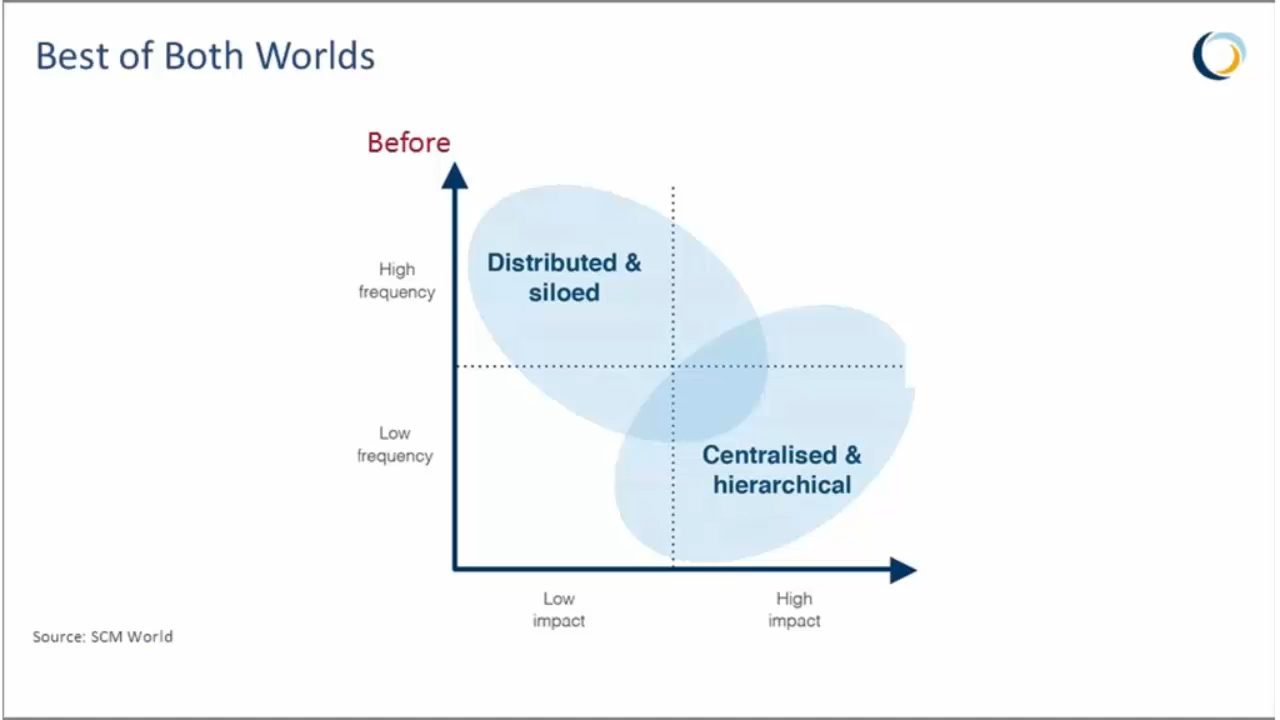 Best of Both Worlds
Before
High
frequency
Distributed &
siloed
Low
frequency
Centralised &
hierarchical
Low
impact
High
impact
Source: SCM World